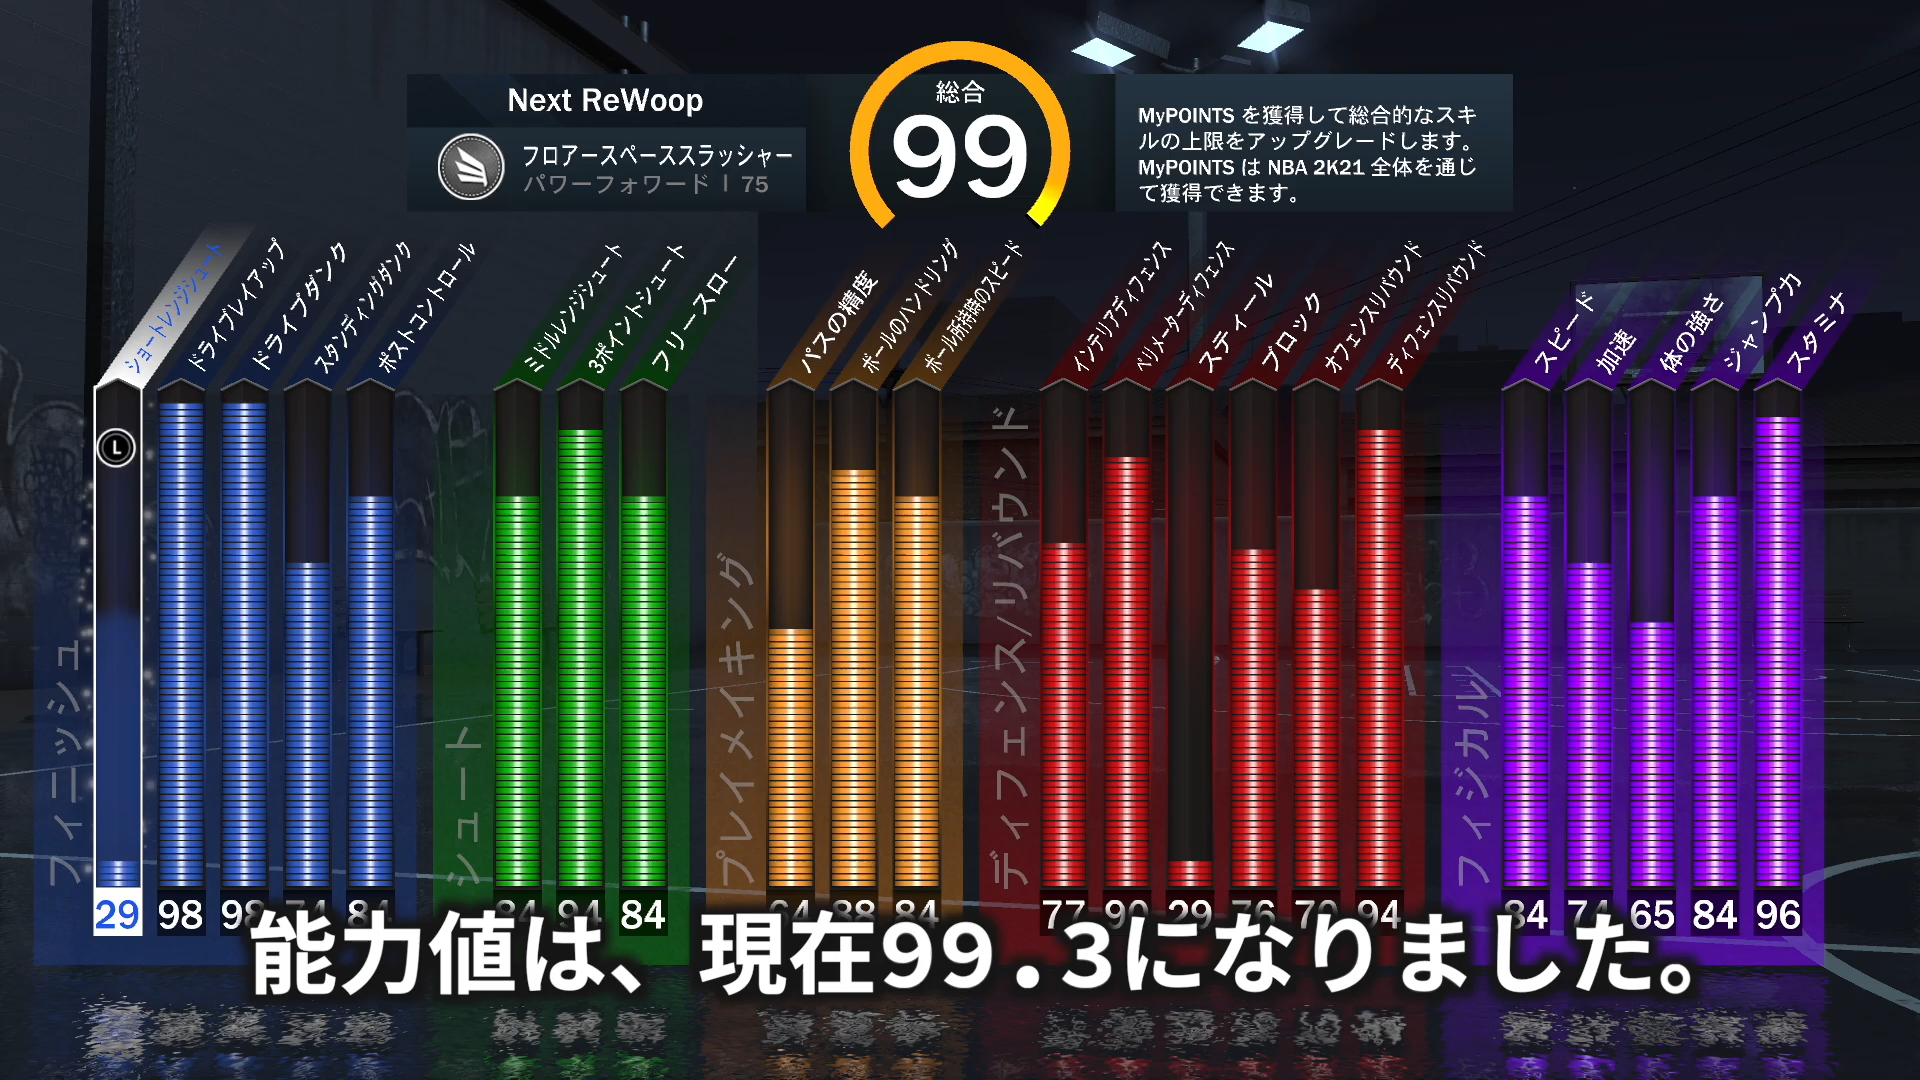 Next ReWoop
フロアースペーススラッシャー
パワーフォワード | 75
総合
99
MyPOINTS を獲得して総合的なスキ
ルの上限をアップグレードします。
MyPOINTS は NBA 2K21 全体を通じ
て獲得できます。
ショートレンジシュート
ドライブレイアップ
ドライブダンク
スタンディングダンク
ポストコントロール
ミドルレンジシュート
3ポイントシュート
フリースロー
パスの精度
ボールのハンドリング
ボール所持時のスピード
インテリアディフェンス
ペリメーターディフェンス
スティール
ブロック
オフェンスリバウンド
ディフェンスリバウンド
スピード
加速
体の強さ
ジャンプ力
スタミナ
L
フィニッシュ
シュート
プレイメイキング
ディフェンス/リバウンド
フィジカル
29 98 98 74 84 84 94 84 64 88 84 77 90 29 76 70 94 84 74 65 84 96
能力値は、現在99.3になりました。